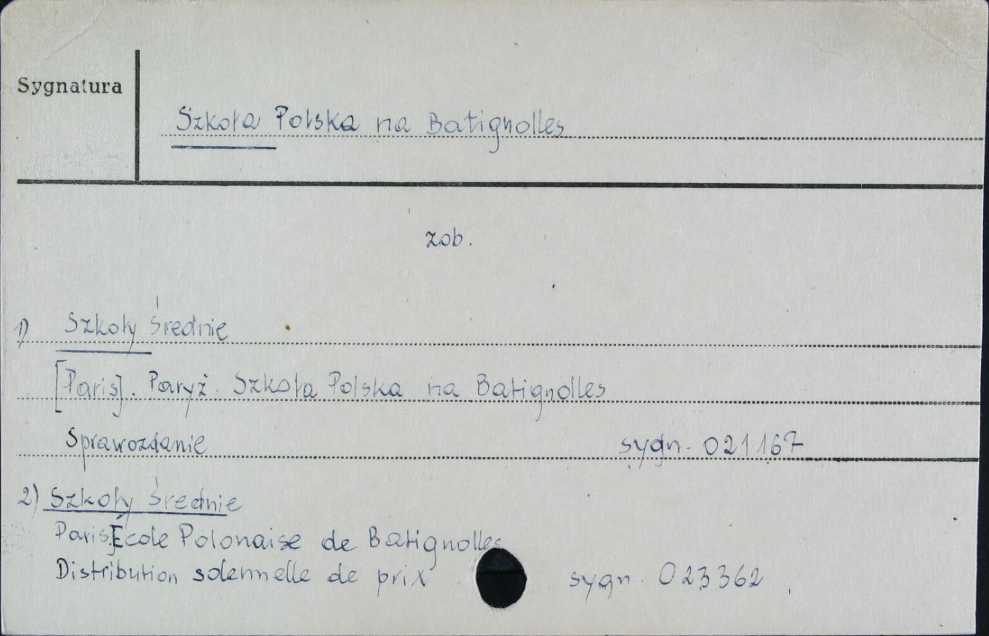 Sygnatura
Szkoła Polska na Batignolles
zob.
1) Szkoły Średnie
[Paris]. Paryż. Szkoła Polska na Batignolles
Sprawozdanie sygn. 021167
2) Szkoły Średnie
Paris] École Polonaise de Batignolles
Distribution solennelle de prix sygn. 023362